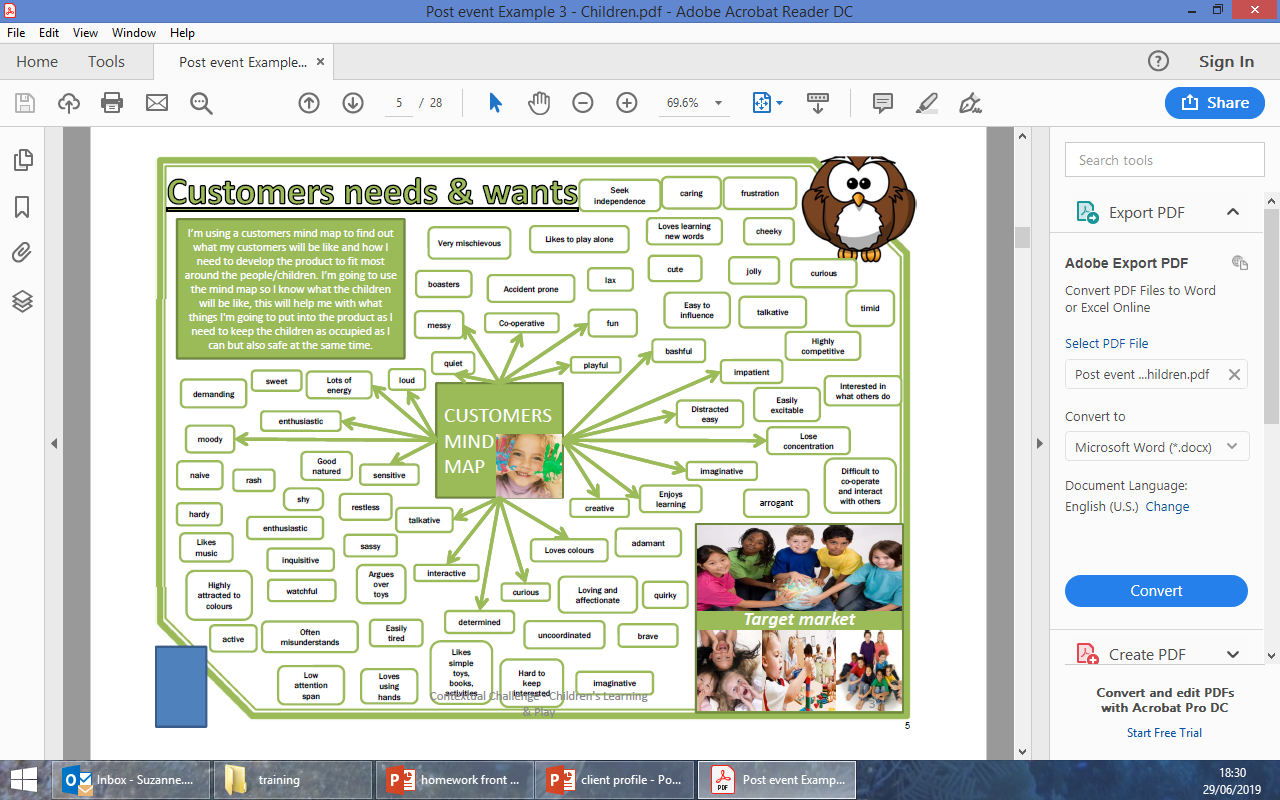 Post event Example 3 - Children.pdf - Adobe Acrobat Reader DC
File Edit View Window Help
Home Tools Post event Example... × Sign In
5 / 28 69.6% Share
Customers needs & wants
I'm using a customers mind map to find out
what my customers will be like and how I
need to develop the product to fit most
around the people/children. I'm going to use
the mind map so I know what the children
will be like, this will help me with what
things I'm going to put into the product as I
need to keep the children as occupied as I
can but also safe at the same time.
Seek
independence
caring
frustration
Very mischievous
Likes to play alone
Loves learning
new words
cheeky
boasters
Accident prone
lax
cute
jolly
curious
messy
Co-operative
fun
Easy to
influence
talkative
timid
quiet
playful
bashful
Highly
competitive
demanding
sweet
Lots of
energy
loud
impatient
Interested in
what others do
enthusiastic
Distracted
easy
Easily
excitable
moody
Lose
concentration
CUSTOMERS
MIND
MAP
naive
rash
Good
natured
sensitive
imaginative
Difficult to
co-operate
and interact
with others
shy
restless
creative
Enjoys
learning
arrogant
hardy
enthusiastic
talkative
Likes
music
inquisitive
sassy
Loves colours
adamant
Highly
attracted to
colours
watchful
Argues
over
toys
interactive
curious
Loving and
affectionate
quirky
active
Often
misunderstands
Easily
tired
determined
uncoordinated
brave
Low
attention
span
Loves
using
hands
Likes
simple
toys,
books,
activities
Hard to
keep
interested
imaginative
Target market
Contextual Challenge - Children's Learning
& Play
3
5
Search tools
Export PDF
Adobe Export PDF
Convert PDF Files to Word
or Excel Online
Select PDF File
Post event ...hildren.pdf
Convert to
Microsoft Word (*.docx)
Document Language:
English (U.S.) Change
Convert
Create PDF
Convert and edit PDFs
with Acrobat Pro DC
Start Free Trial
Inbox - Suzanne.... training homework front ... client profile - Po... Post event Examp...
18:30
29/06/2019